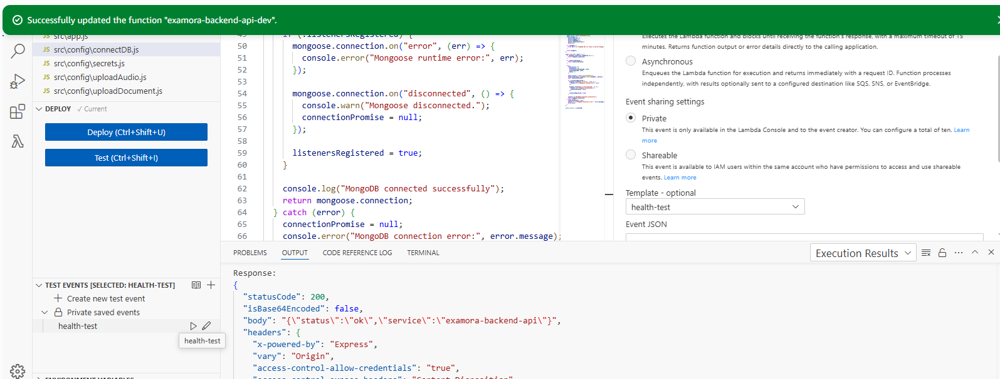 Successfully updated the function "examora-backend-api-dev".
JS src\app.js
JS src\config\connectDB.js
JS src\config\secrets.js
JS src\config\uploadAudio.js
JS src\config\uploadDocument.js
DEPLOY ✓ Current
Deploy (Ctrl+Shift+U)
Test (Ctrl+Shift+I)
TEST EVENTS [SELECTED: HEALTH-TEST]
Create new test event
Private saved events
health-test
health-test
ENVIRONMENT VARIABLES
49 if (!listenersRegistered) {
50 mongoose.connection.on("error", (err) => {
51 console.error("Mongoose runtime error:", err);
52 });
53
54 mongoose.connection.on("disconnected", () => {
55 console.warn("Mongoose disconnected.");
56 connectionPromise = null;
57 });
58
59 listenersRegistered = true;
60 }
61
62 console.log("MongoDB connected successfully");
63 return mongoose.connection;
64 } catch (error) {
65 connectionPromise = null;
66 console.error("MongoDB connection error:", error.message);
Executes the Lambda function and blocks until receiving the function's response, with a maximum timeout of 15
minutes. Returns function output or error details directly to the calling application.
Asynchronous
Enqueues the Lambda function for execution and returns immediately with a request ID. Function processes
independently, with results optionally sent to a configured destination like SQS, SNS, or EventBridge.
Event sharing settings
Private
This event is only available in the Lambda Console and to the event creator. You can configure a total of ten. Learn
more
Shareable
This event is available to IAM users within the same account who have permissions to access and use shareable
events. Learn more
Template - optional
health-test
Event JSON
PROBLEMS OUTPUT CODE REFERENCE LOG TERMINAL
Execution Results
Response:
{
"statusCode": 200,
"isBase64Encoded": false,
"body": "{\"status\":\"ok\",\"service\":\"examora-backend-api\"}",
"headers": {
"x-powered-by": "Express",
"vary": "Origin",
"access-control-allow-credentials": "true",
"access-control-expose-headers": "Content-Disposition"